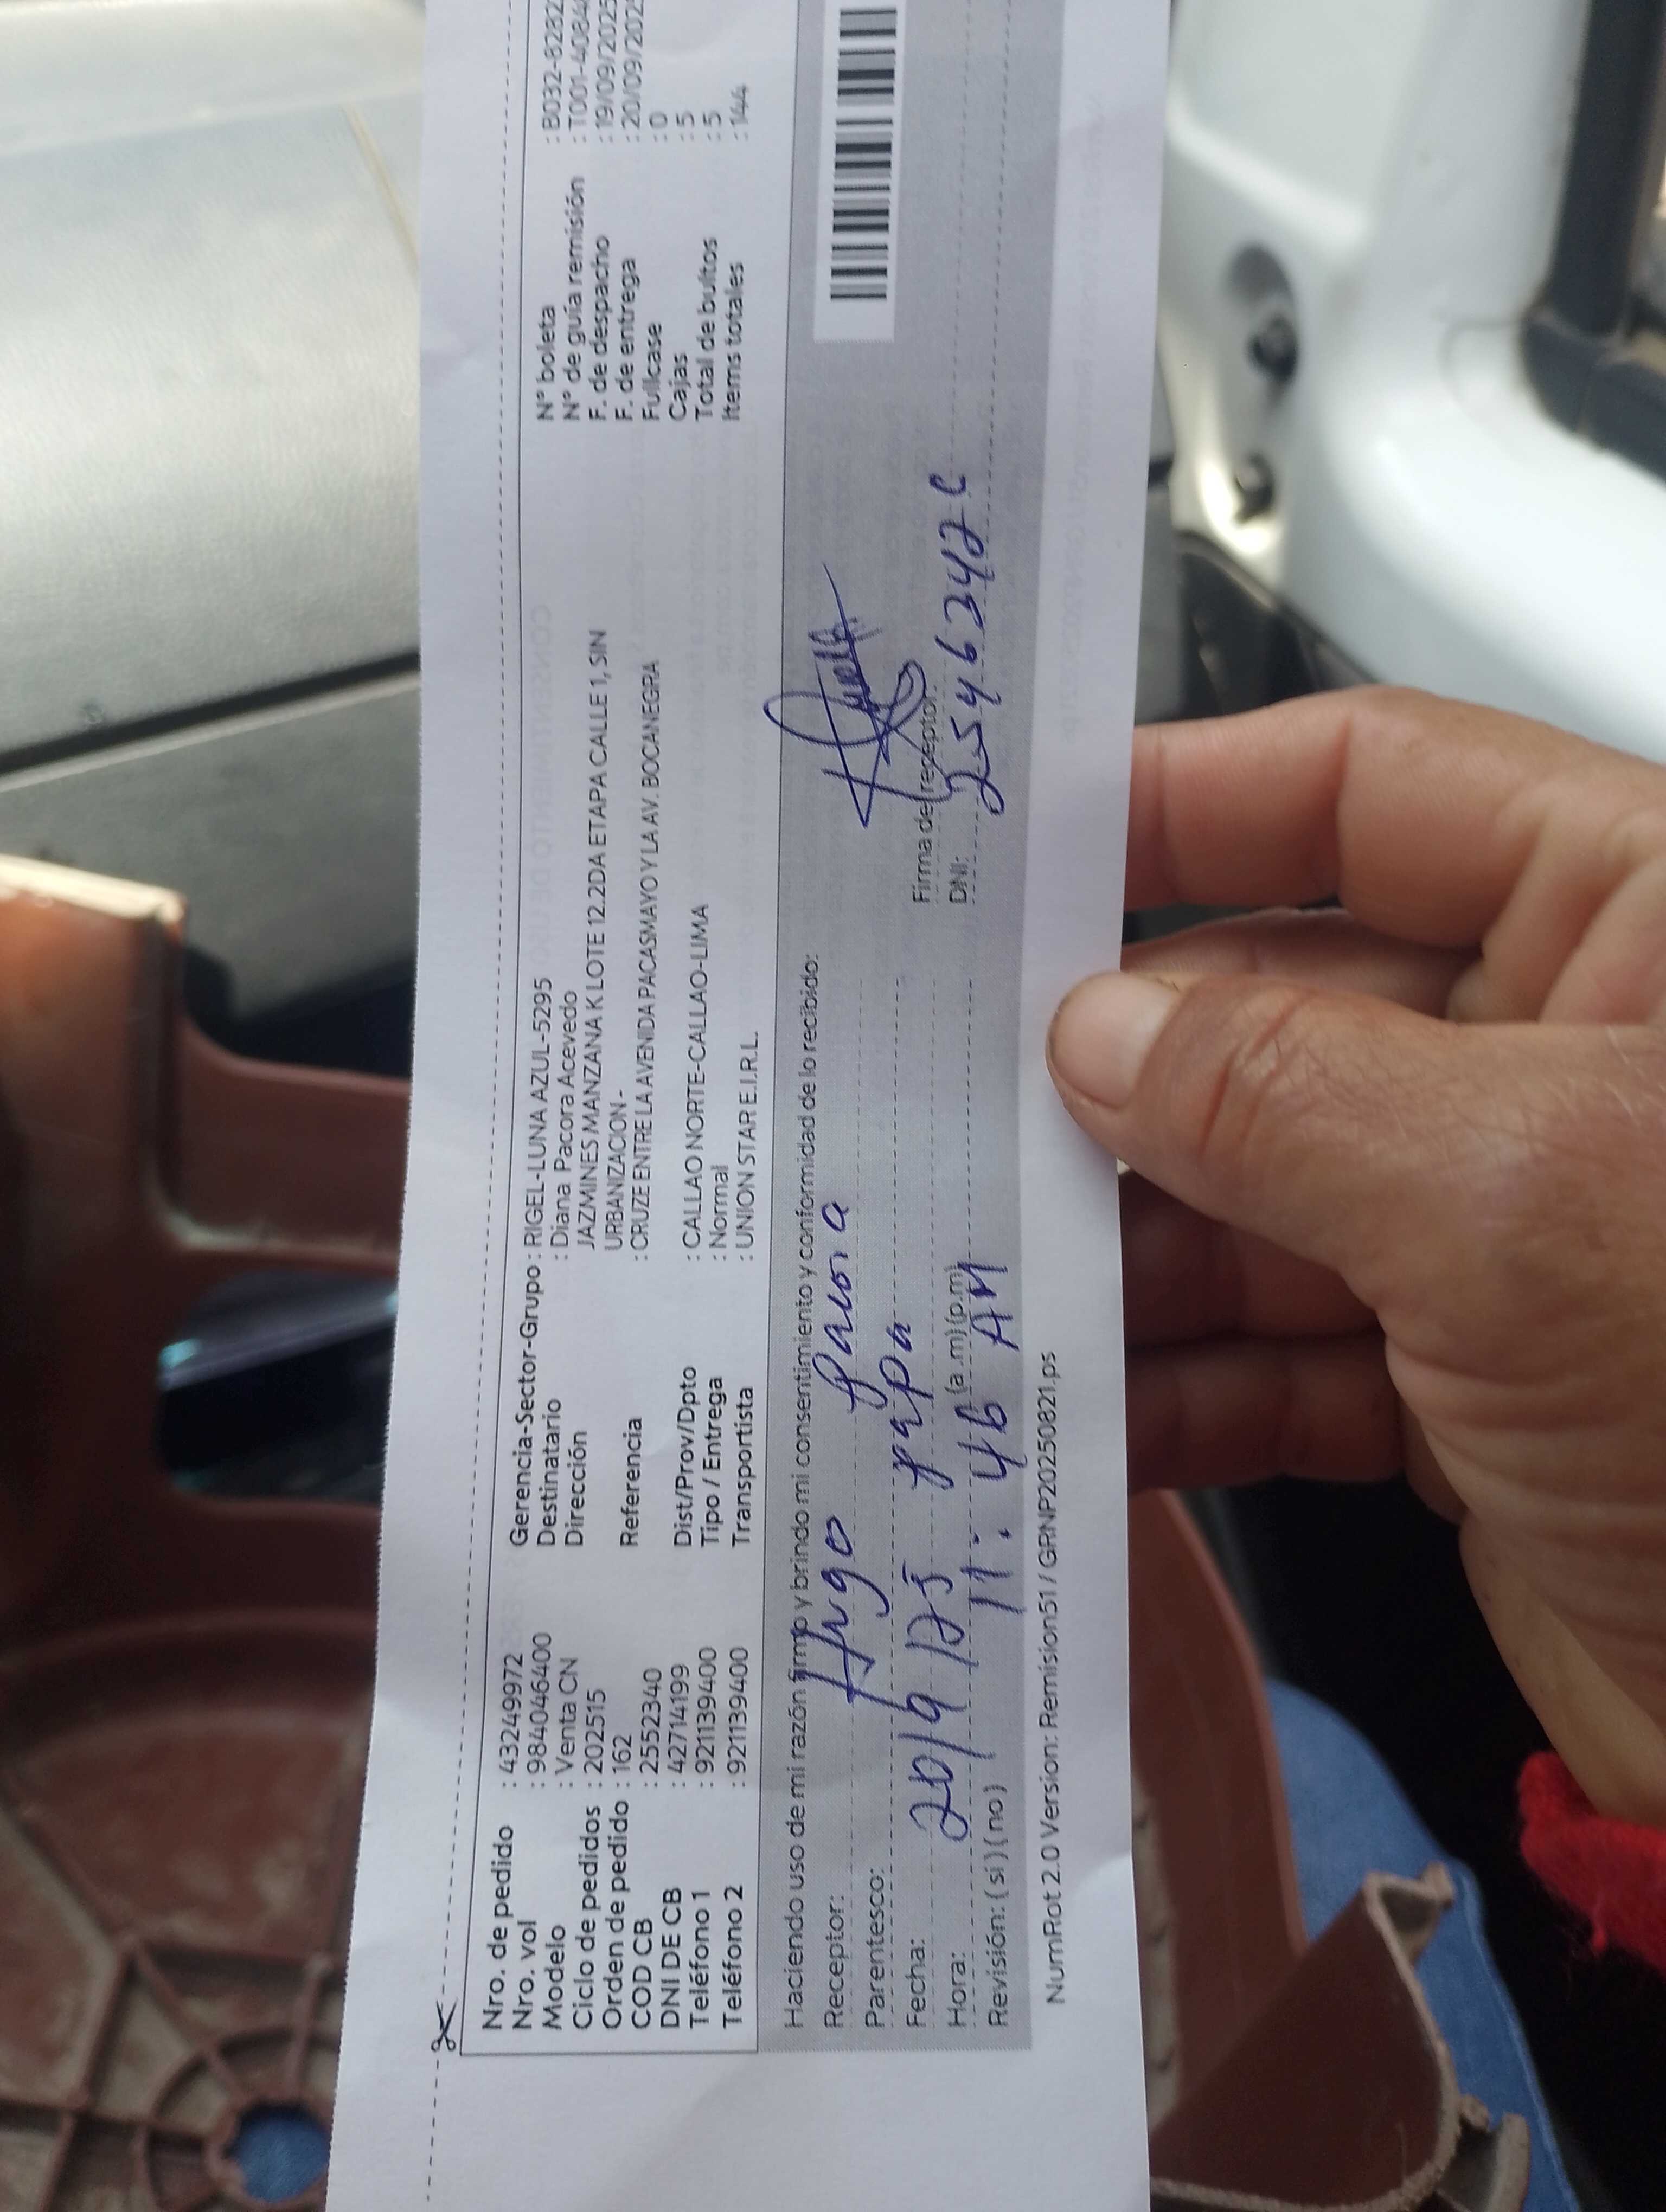 Nro. de pedido : 43249972
Nro. vol : 984046400
Modelo : Venta CN
Ciclo de pedidos : 202515
Orden de pedido : 162
COD CB : 2552340
DNI DE CB : 42714199
Teléfono 1 : 921139400
Teléfono 2 : 921139400
Gerencia-Sector-Grupo : RIGEL-LUNA AZUL-5295
Destinatario : Diana Pacora Acevedo
Dirección JAZMINES MANZANA K LOTE 12.2DA ETAPA CALLE 1, SIN
URBANIZACION -
Referencia : CRUZE ENTRE LA AVENIDA PACASMAYO Y LA AV. BOCANEGRA
Dist/Prov/Dpto : CALLAO NORTE-CALLAO-LIMA
Tipo / Entrega : Normal
Transportista : UNION STAR E.I.R.L.
N° boleta : B032-8282
N° de guía remisión : T001-4084
F. de despacho : 19/09/2025
F. de entrega : 20/09/202
Fullcase : 0
Cajas : 5
Total de bultos : 5
Items totales : 144
Haciendo uso de mi razón firmo y brindo mi consentimiento y conformidad de lo recibido:
Receptor: Hugo Pacora
Parentesco: papa
Fecha: 20/9/25
Hora: 11:46 AM (a.m) (p.m)
Revisión: ( si ) ( no )
Firma del receptor:
DNI: 2546242
NumRot 2.0 Version: Remision51 / GRNP20250821.ps